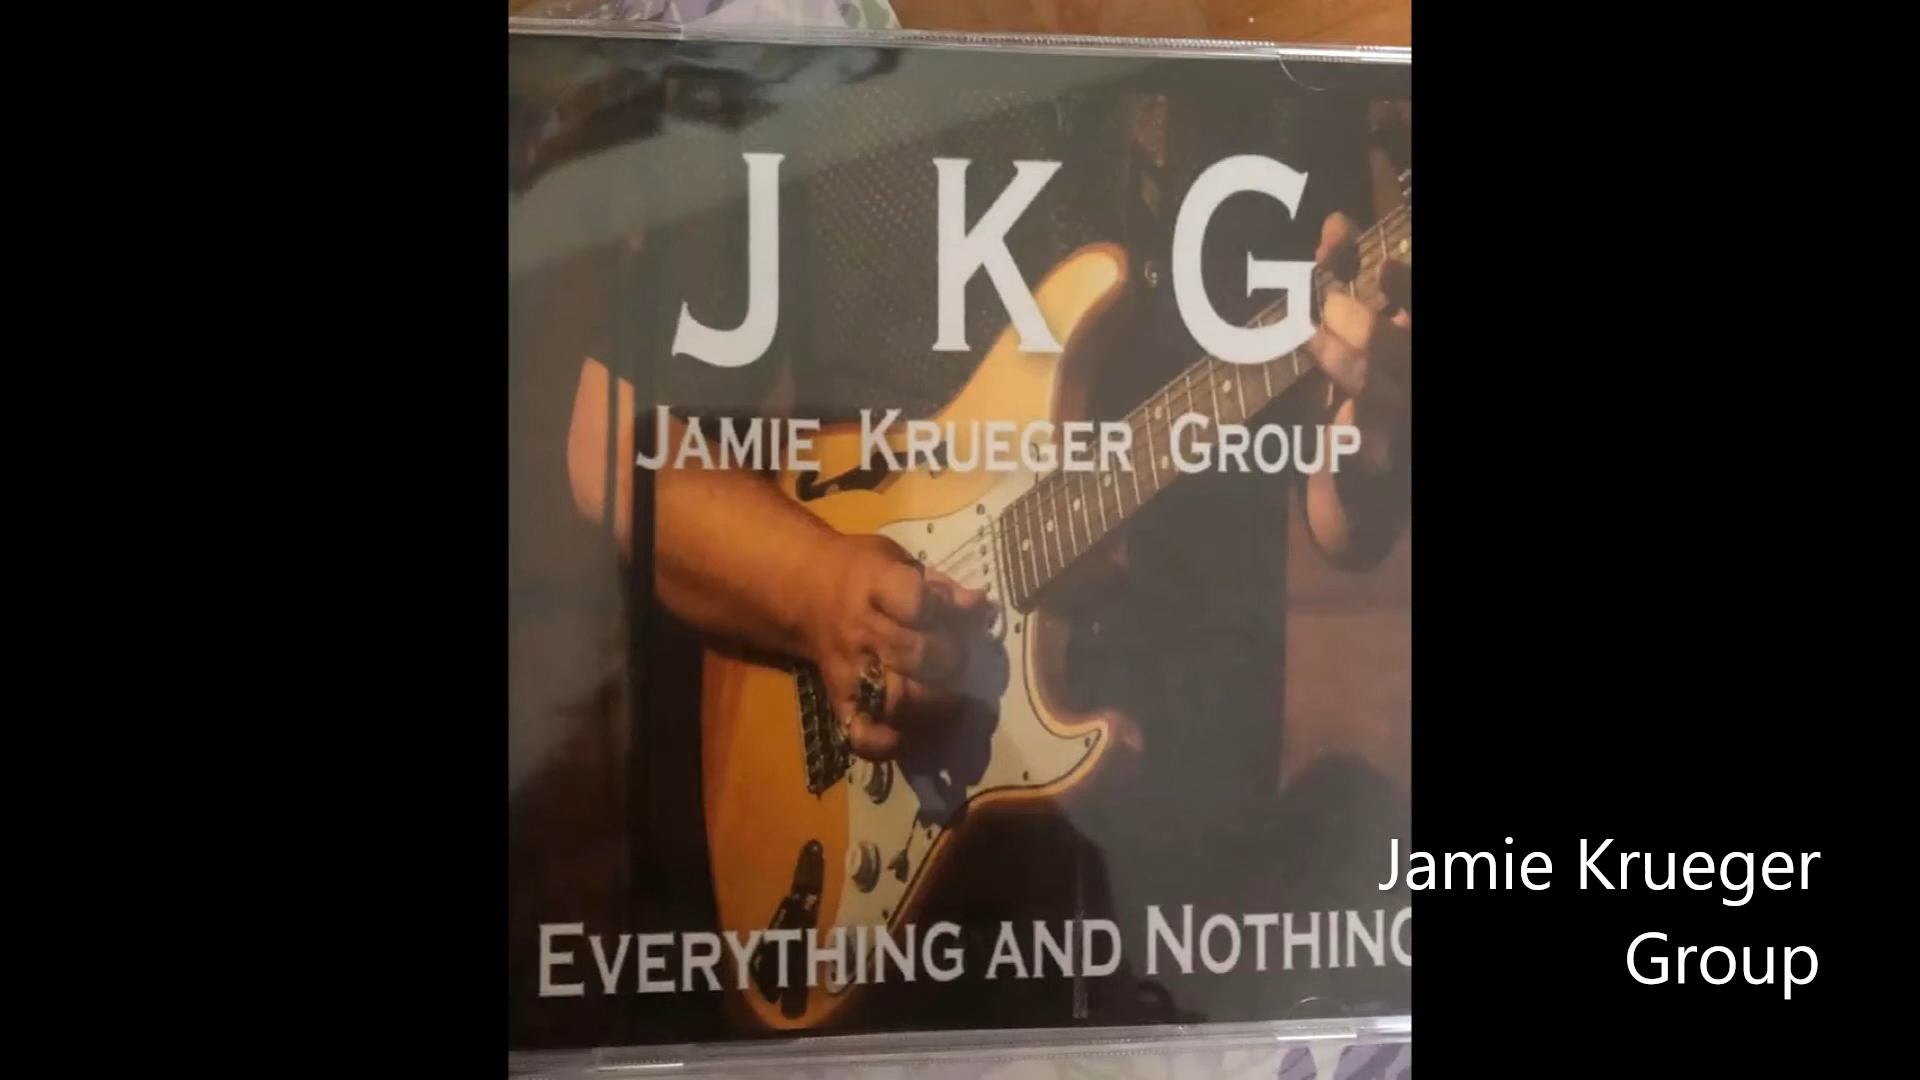 J K G
JAMIE KRUEGER GROUP
EVERYTHING AND NOTHING
Jamie Krueger
Group